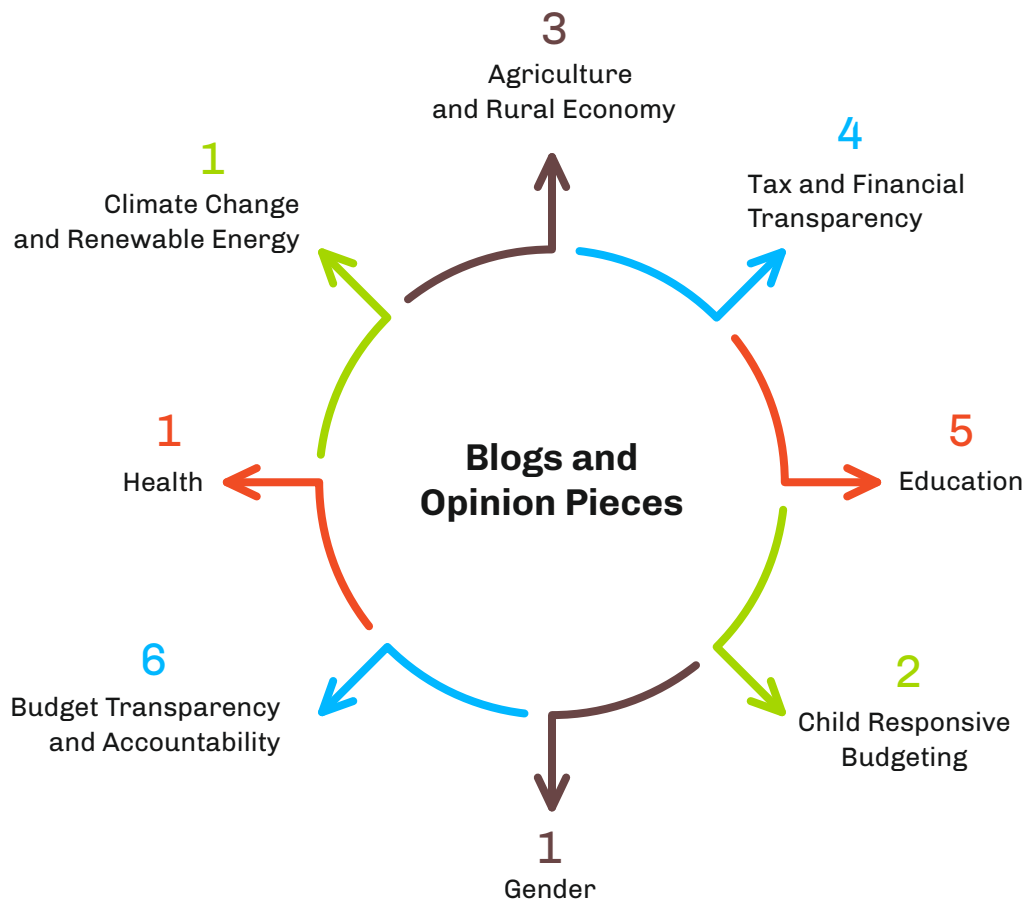 3
Agriculture
and Rural Economy
4
Tax and Financial
Transparency
1
Climate Change
and Renewable Energy
1
Health
Blogs and
Opinion Pieces
5
Education
6
Budget Transparency
and Accountability
2
Child Responsive
Budgeting
1
Gender